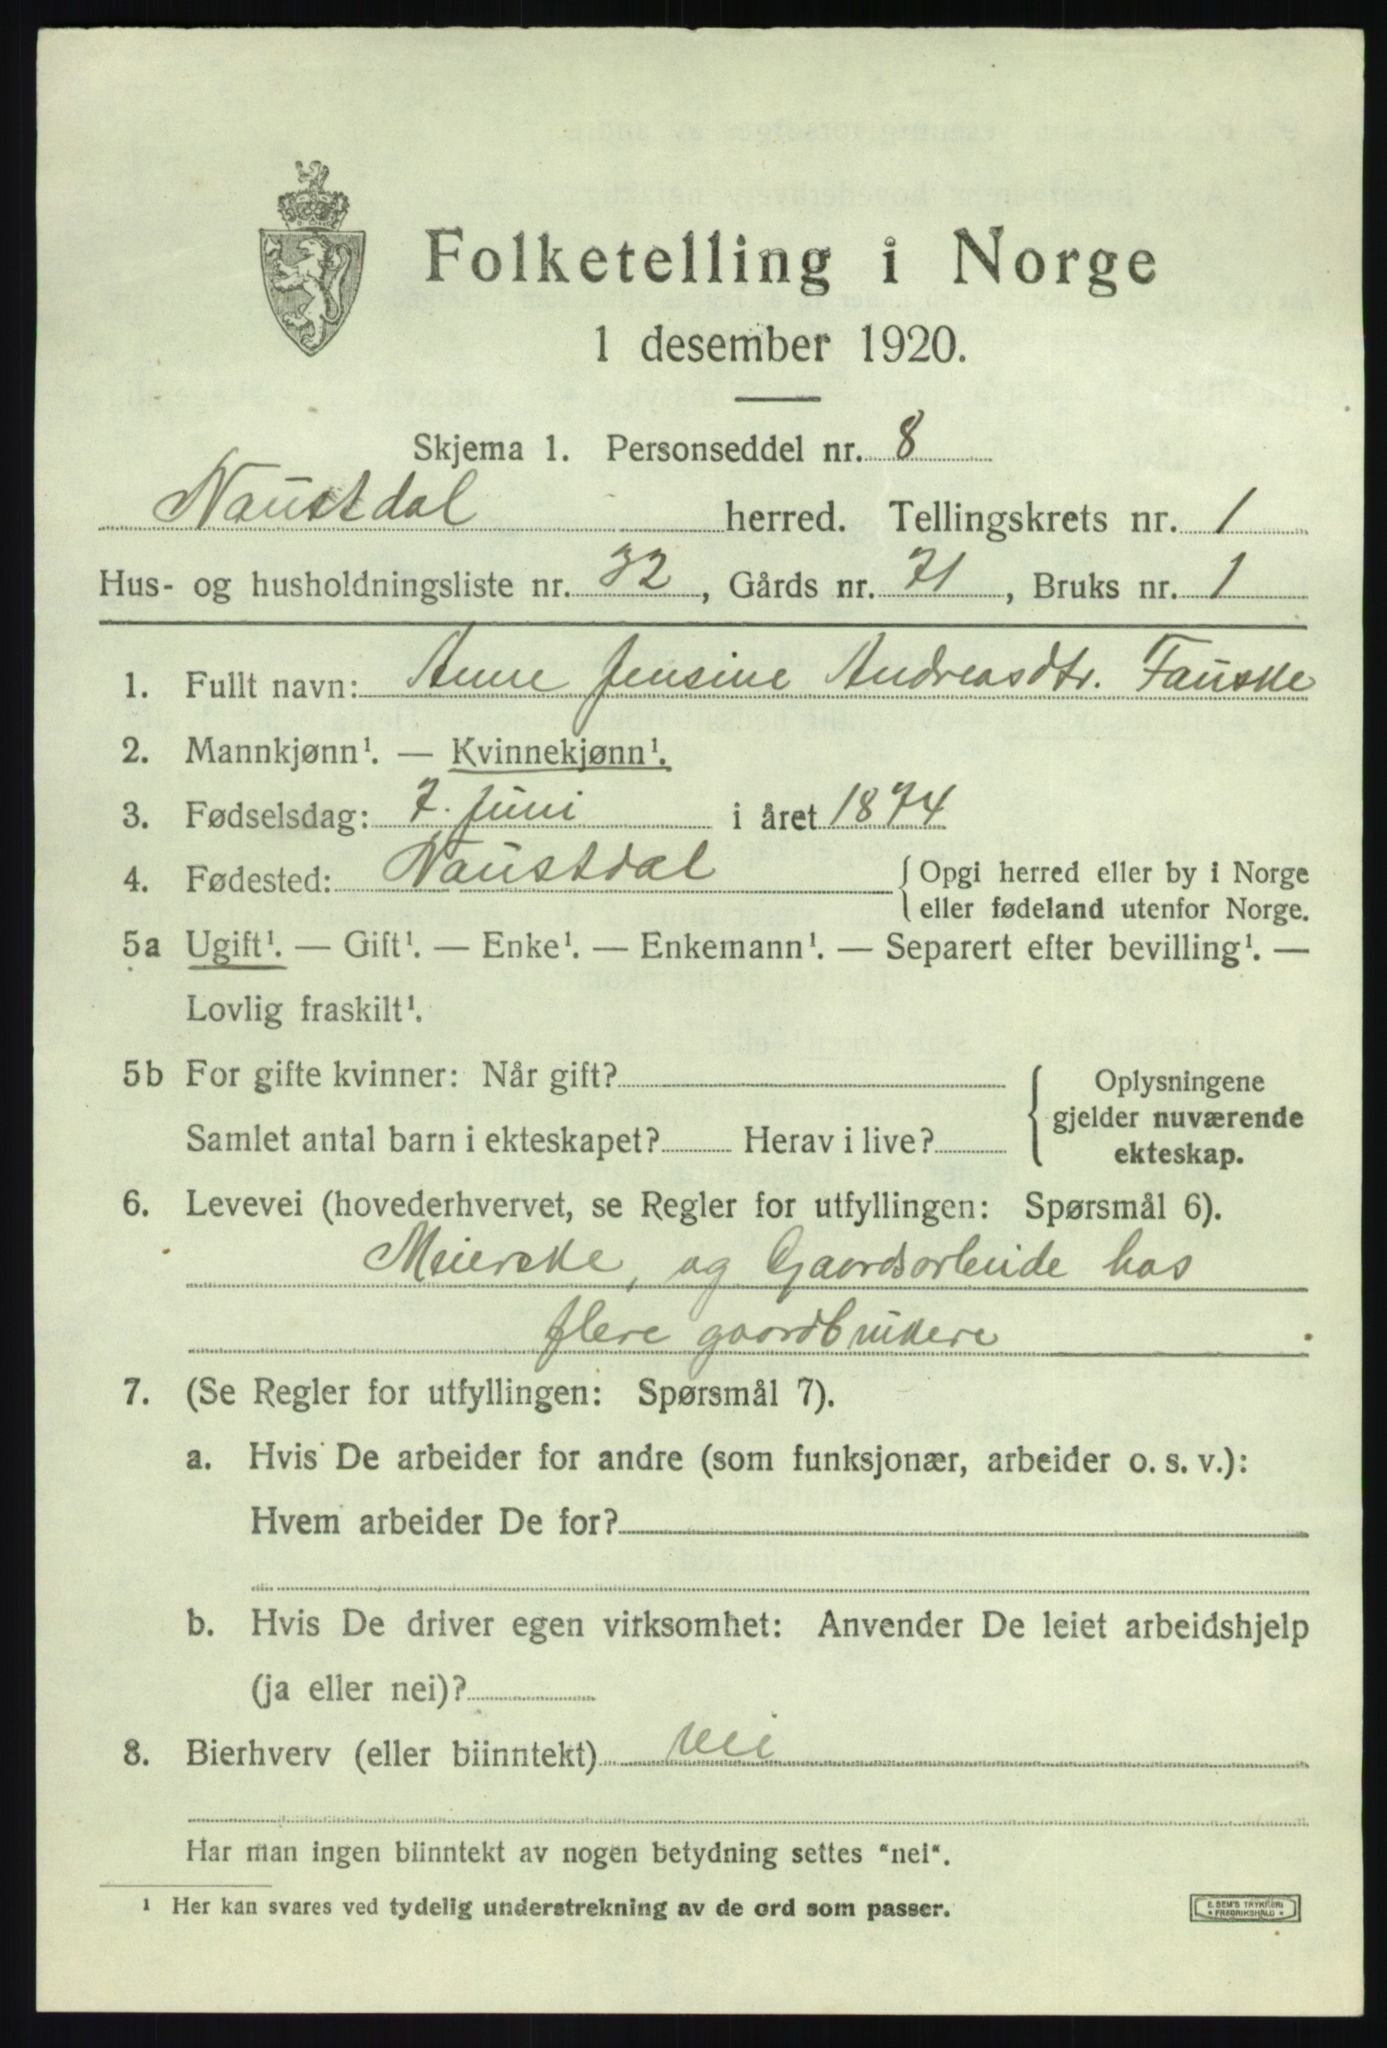 Folketelling i Norge
1 desember 1920.
Skjema 1. Personseddel nr. 8
Naustdal herred. Tellingskrets nr. 1
Hus- og husholdningsliste nr. 32, Gårds nr. 71, Bruks nr. 1
1. Fullt navn: Anne Jensine Andreasdtr. Fauske
2. Mannkjønn¹. — Kvinnekjønn¹.
3. Fødselsdag: 7. Juni i året 1874
4. Fødested: Naustdal { Opgi herred eller by i Norge
eller fødeland utenfor Norge.
5a Ugift¹. — Gift¹. — Enke¹. — Enkemann¹. — Separert efter bevilling¹. —
Lovlig fraskilt¹.
5b For gifte kvinner: Når gift? { Oplysningene
gjelder nuværende
Samlet antal barn i ekteskapet? Herav i live?
ekteskap.
6. Levevei (hovederhvervet, se Regler for utfyllingen: Spørsmål 6).
Meierske, og Gaardsarbeide hos
flere gaardbrukere
7. (Se Regler for utfyllingen: Spørsmål 7).
a. Hvis De arbeider for andre (som funksjonær, arbeider o. s. v.):
Hvem arbeider De for?
b. Hvis De driver egen virksomhet: Anvender De leiet arbeidshjelp
(ja eller nei)?
8. Bierhverv (eller biinntekt) nei
Har man ingen biinntekt av nogen betydning settes "nei".
¹ Her kan svares ved tydelig understrekning av de ord som passer.
E. SEM'S TRYKKERI
* FREDRIKSHALD *